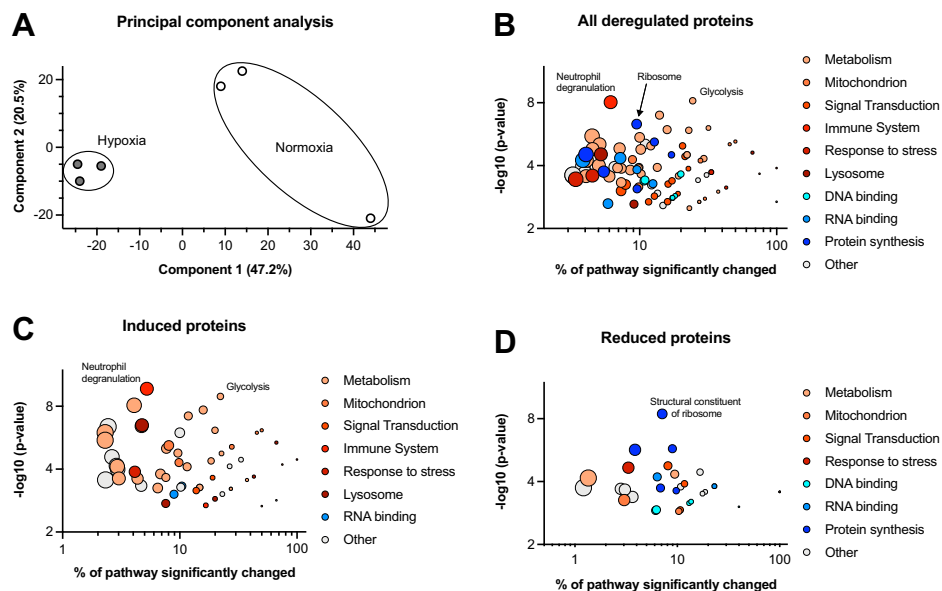 A
Principal component analysis
Component 2 (20.5%)
20
0
-20
Hypoxia
Normoxia
-20
-10
0
10
20
30
40
Component 1 (47.2%)
B
All deregulated proteins
-log10 (p-value)
8
4
2
Neutrophil
degranulation
Ribosome
Glycolysis
10
100
% of pathway significantly changed
Metabolism
Mitochondrion
Signal Transduction
Immune System
Response to stress
Lysosome
DNA binding
RNA binding
Protein synthesis
Other
C
Induced proteins
-log10 (p-value)
8
4
2
Neutrophil
degranulation
Glycolysis
1
10
100
% of pathway significantly changed
Metabolism
Mitochondrion
Signal Transduction
Immune System
Response to stress
Lysosome
RNA binding
Other
D
Reduced proteins
-log10 (p-value)
8
4
2
Structural constituent
of ribosome
1
10
100
% of pathway significantly changed
Metabolism
Mitochondrion
Signal Transduction
Response to stress
DNA binding
RNA binding
Protein synthesis
Other